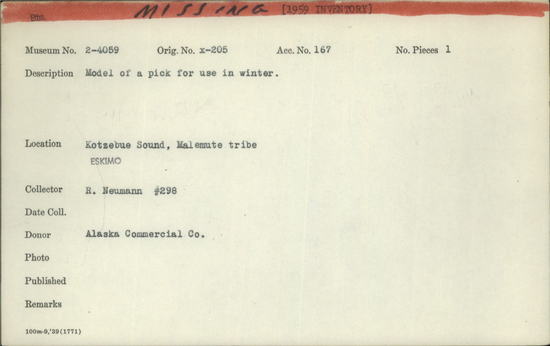 MISSING [1959 INVENTORY]
Museum No. 2-4059 Orig. No. x-205 Acc. No. 167 No. Pieces 1
Description Model of a pick for use in winter.
Location Kotzebue Sound, Malemute tribe
ESKIMO
Collector R. Neumann #298
Date Coll.
Donor Alaska Commercial Co.
Photo
Published
Remarks
100m-9,'39(1771)